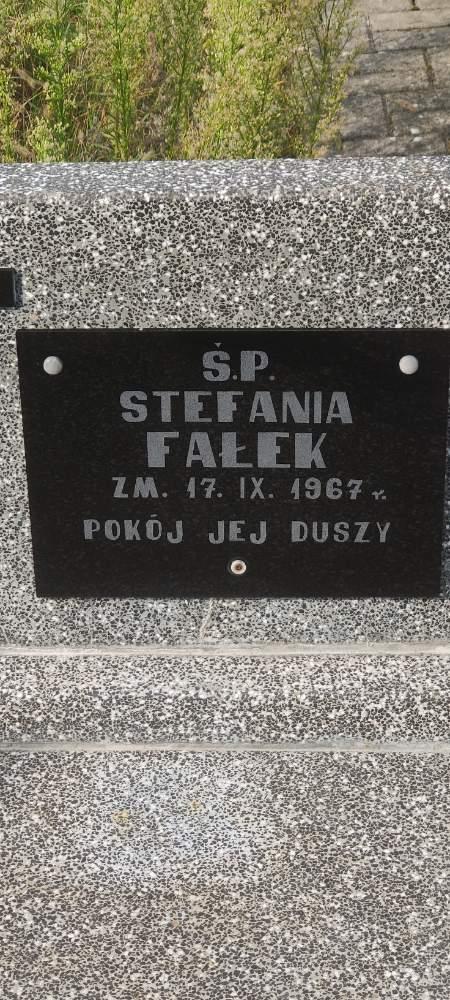 Ś.P.
STEFANIA
FAŁEK
ZM. 17. IX. 1967 r.
POKÓJ JEJ DUSZY